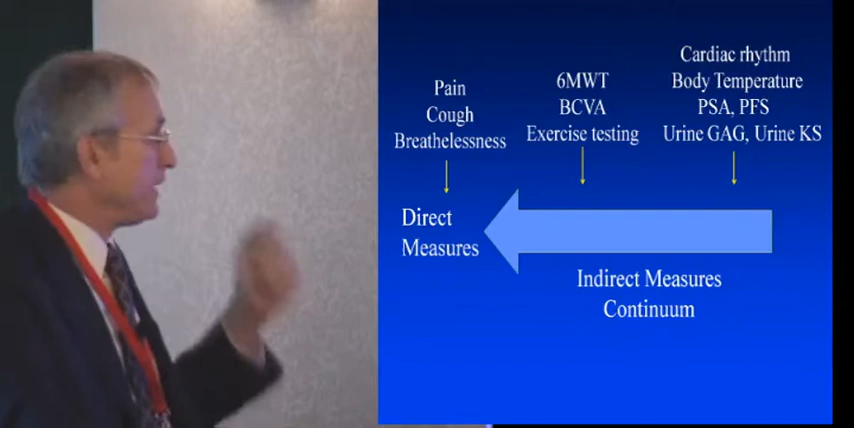 Pain
Cough
Breathelessness
6MWT
BCVA
Exercise testing
Cardiac rhythm
Body Temperature
PSA, PFS
Urine GAG, Urine KS
Direct
Measures
Indirect Measures
Continuum